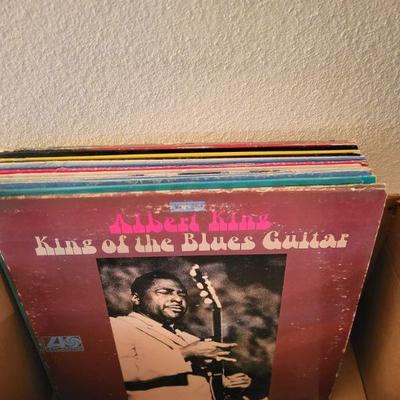 Albert King
King of the Blues Guitar